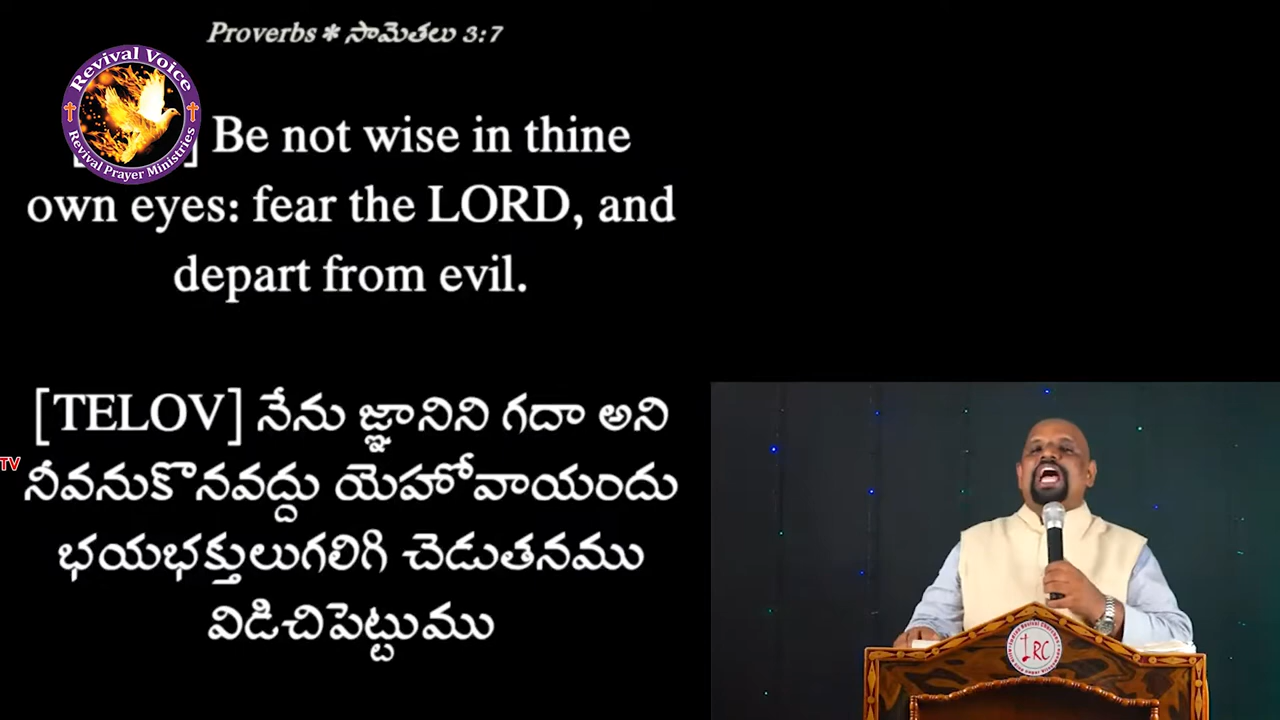 Proverbs * సామెతలు 3:7
Revival Voice
Revival Prayer Ministries
] Be not wise in thine
own eyes: fear the LORD, and
depart from evil.
[TELOV] నేను జ్ఞానిని గదా అని
TV
నీవనుకొనవద్దు యెహోవాయందు
భయభక్తులుగలిగి చెడుతనము
విడిచిపెట్టుము
IRC